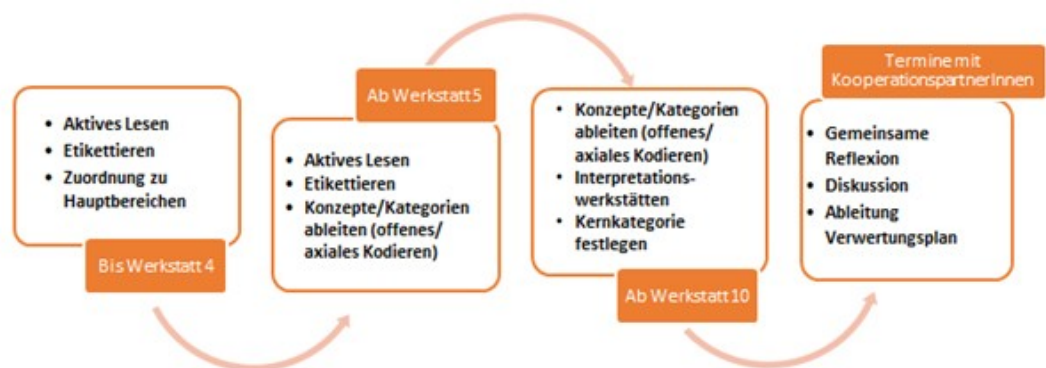 • Aktives Lesen
• Etikettieren
• Zuordnung zu
Hauptbereichen
Bis Werkstatt 4
Ab Werkstatt 5
• Aktives Lesen
• Etikettieren
• Konzepte/Kategorien
ableiten (offenes/
axiales Kodieren)
• Konzepte/Kategorien
ableiten (offenes/
axiales Kodieren)
• Interpretations-
werkstätten
• Kernkategorie
festlegen
Ab Werkstatt 10
Termine mit
KooperationspartnerInnen
• Gemeinsame
Reflexion
• Diskussion
• Ableitung
Verwertungsplan